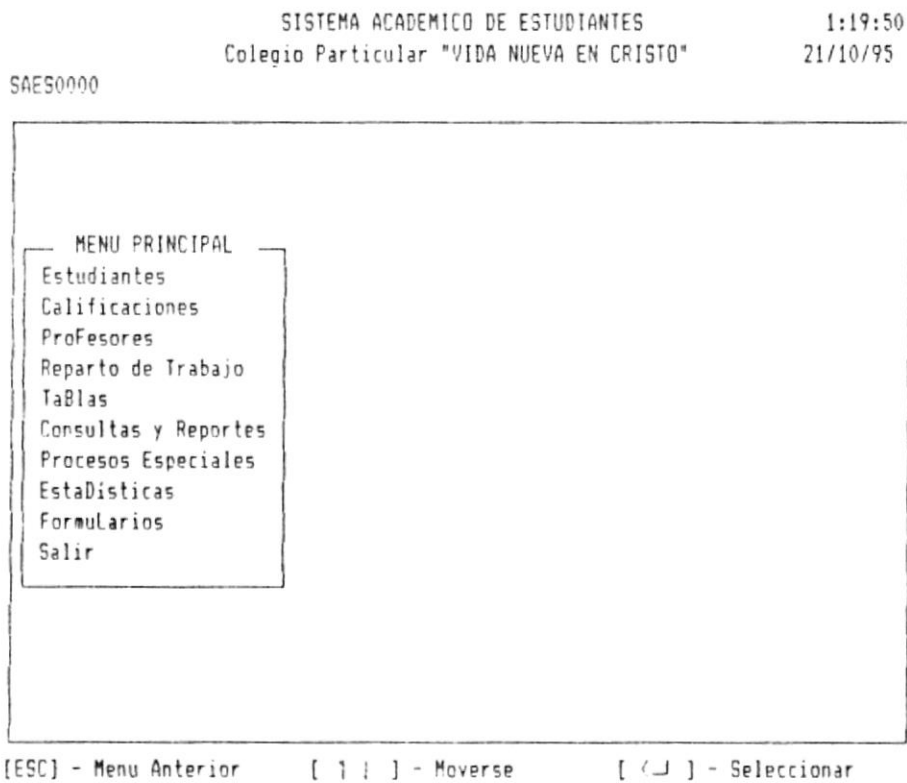 SISTEMA ACADEMICO DE ESTUDIANTES 1:19:50
Colegio Particular "VIDA NUEVA EN CRISTO" 21/10/95
SAES0000
MENU PRINCIPAL
Estudiantes
Calificaciones
ProFesores
Reparto de Trabajo
TaBlas
Consultas y Reportes
Procesos Especiales
EstaDisticas
FormuLarios
Salir
[ESC] - Menu Anterior [ ↑ ↓ ] - Moverse [ <┘ ] - Seleccionar